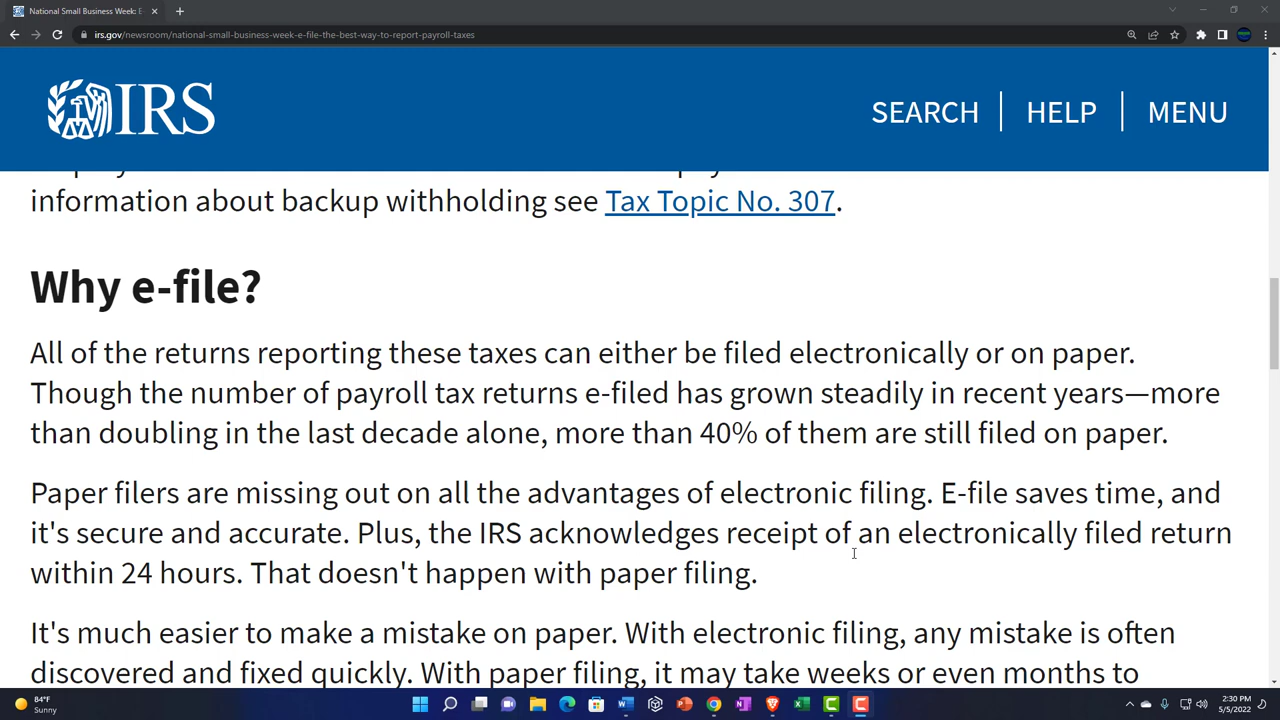 National Small Business Week: E
irs.gov/newsroom/national-small-business-week-e-file-the-best-way-to-report-payroll-taxes
IRS
SEARCH
HELP
MENU
information about backup withholding see Tax Topic No. 307.
Why e-file?
All of the returns reporting these taxes can either be filed electronically or on paper.
Though the number of payroll tax returns e-filed has grown steadily in recent years—more
than doubling in the last decade alone, more than 40% of them are still filed on paper.
Paper filers are missing out on all the advantages of electronic filing. E-file saves time, and
it's secure and accurate. Plus, the IRS acknowledges receipt of an electronically filed return
within 24 hours. That doesn't happen with paper filing.
It's much easier to make a mistake on paper. With electronic filing, any mistake is often
discovered and fixed quickly. With paper filing, it may take weeks or even months to
84°F
Sunny
2:30 PM
5/5/2022